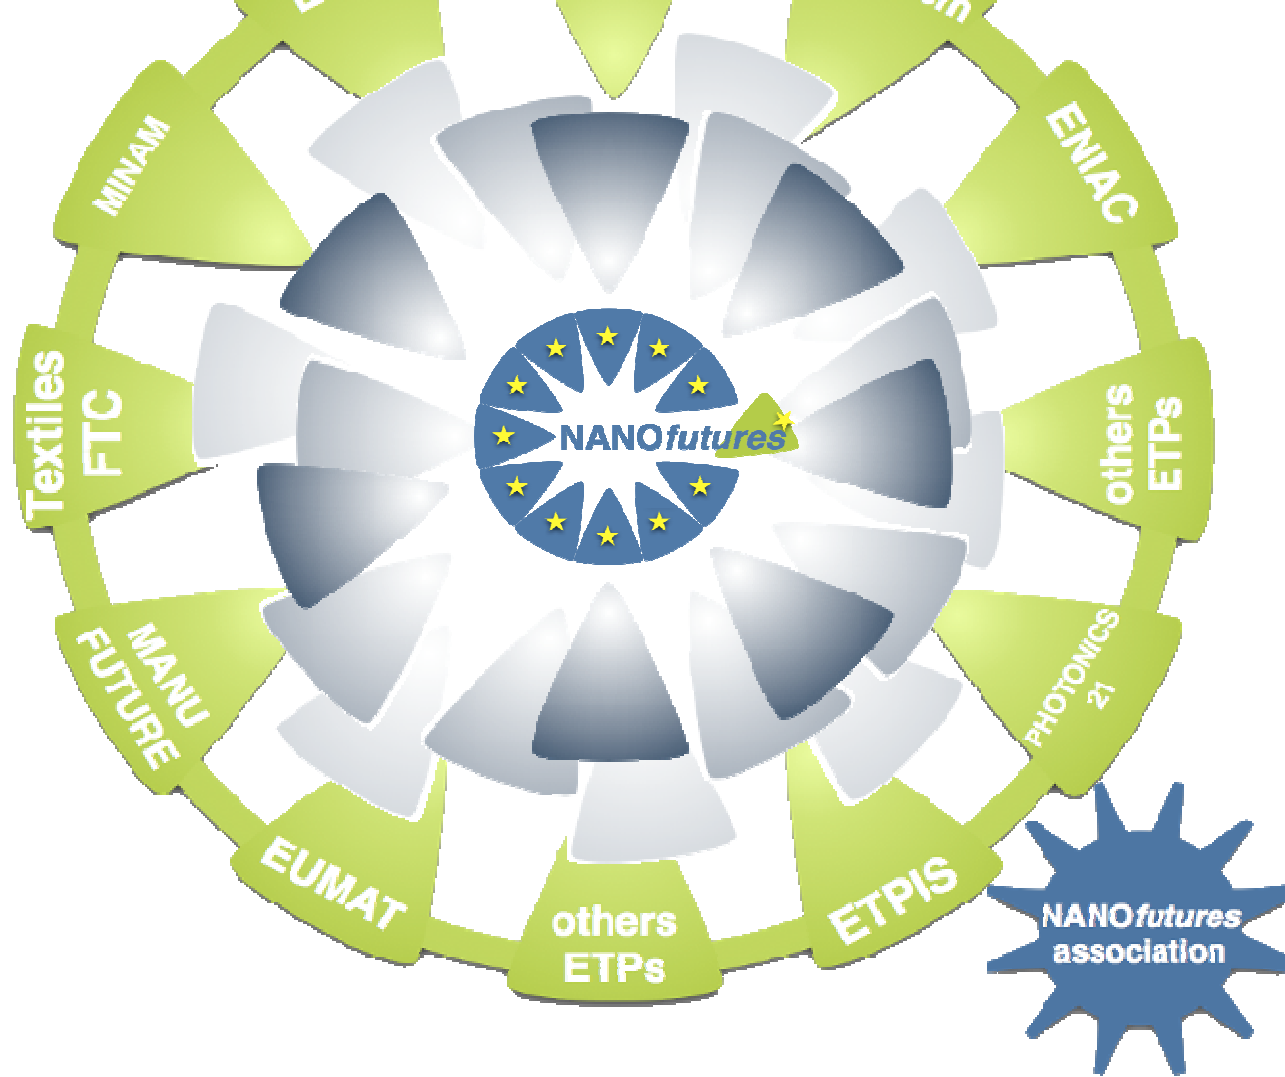 MINAM
ENIAC
Textiles
FTC
others
ETPs
NANOfutures
MANU
FUTURE
PHOTONICS
21
EUMAT
others
ETPs
ETPIS
NANOfutures
association